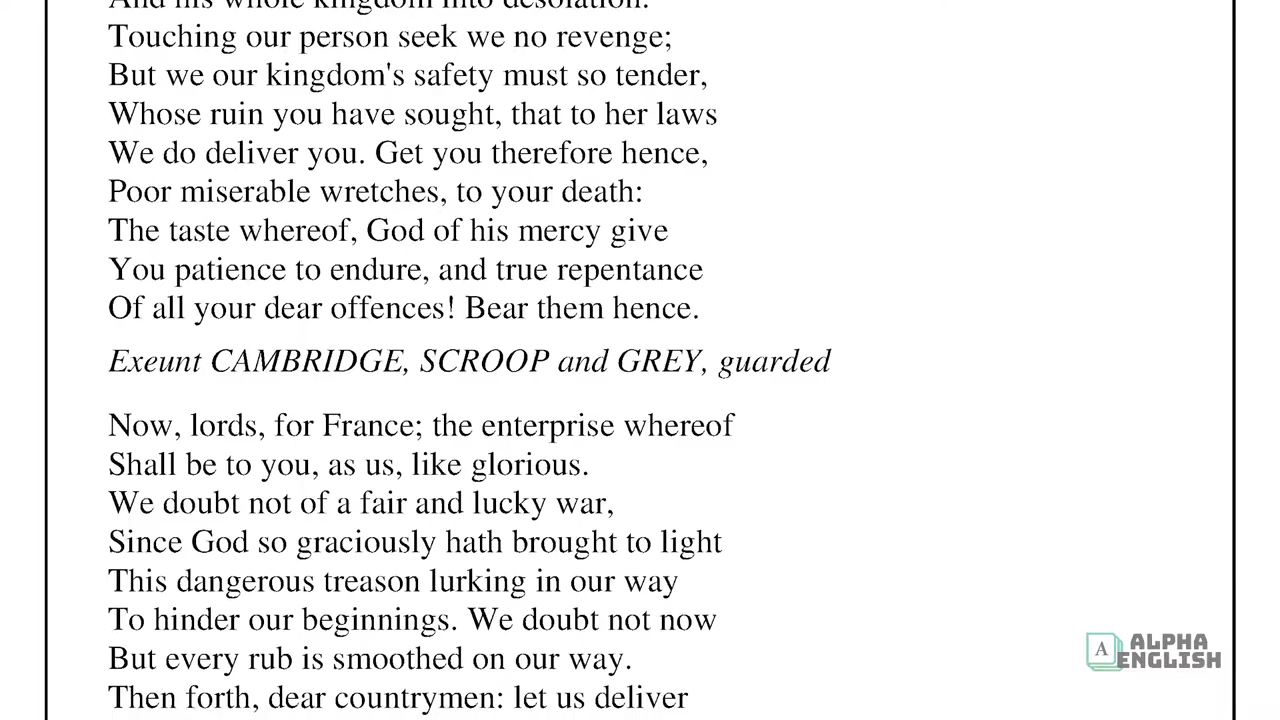 And his whole kingdom into desolation.
Touching our person seek we no revenge;
But we our kingdom's safety must so tender,
Whose ruin you have sought, that to her laws
We do deliver you. Get you therefore hence,
Poor miserable wretches, to your death:
The taste whereof, God of his mercy give
You patience to endure, and true repentance
Of all your dear offences! Bear them hence.
Exeunt CAMBRIDGE, SCROOP and GREY, guarded
Now, lords, for France; the enterprise whereof
Shall be to you, as us, like glorious.
We doubt not of a fair and lucky war,
Since God so graciously hath brought to light
This dangerous treason lurking in our way
To hinder our beginnings. We doubt not now
But every rub is smoothed on our way.
Then forth, dear countrymen: let us deliver
A ALPHA
ENGLISH